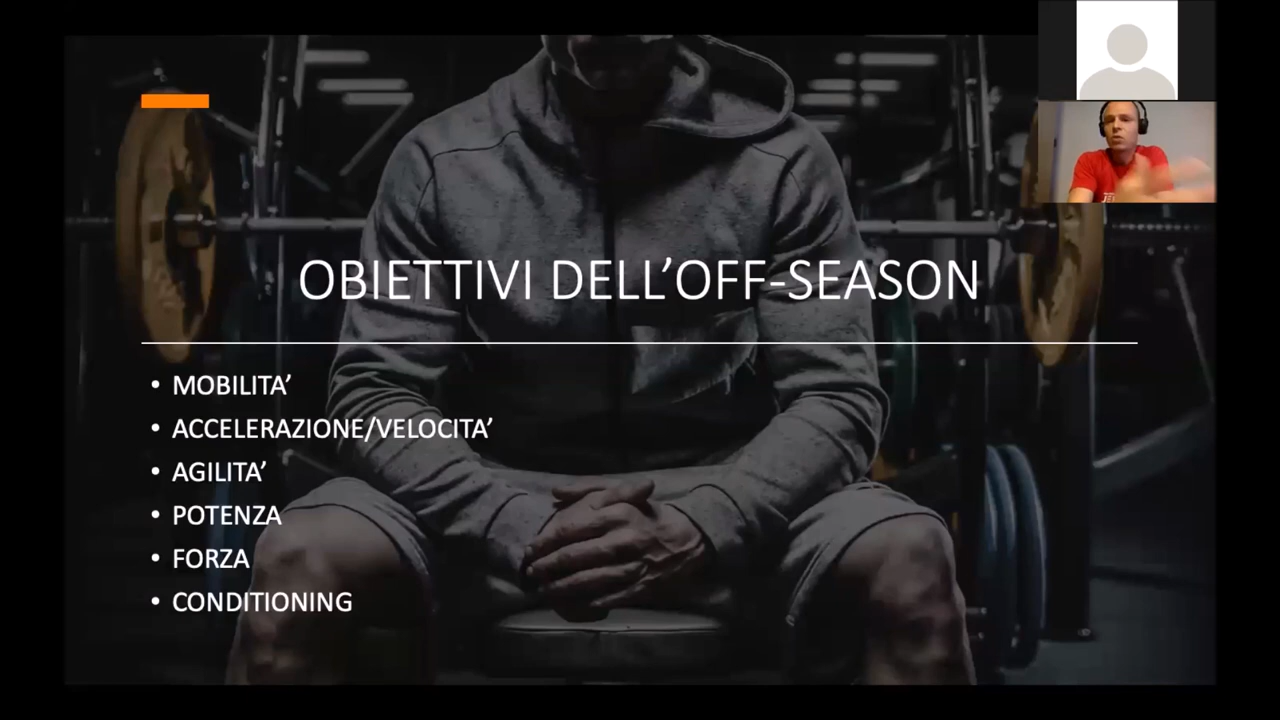 OBIETTIVI DELL’OFF-SEASON
• MOBILITA’
• ACCELERAZIONE/VELOCITA’
• AGILITA’
• POTENZA
• FORZA
• CONDITIONING